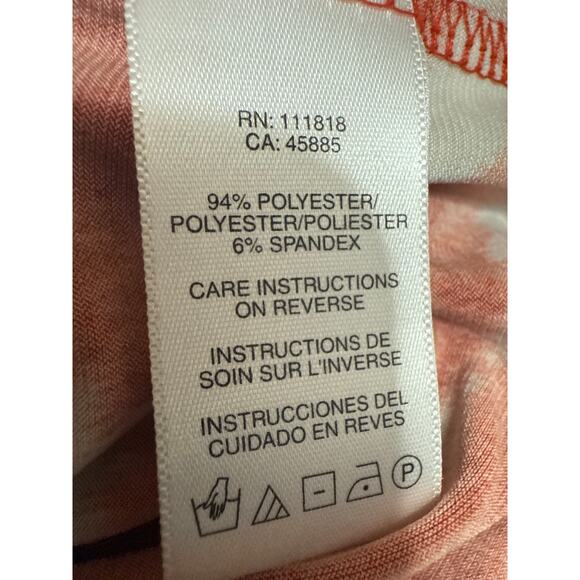 RN: 111818
CA: 45885
94% POLYESTER/
POLYESTER/POLIESTER
6% SPANDEX
CARE INSTRUCTIONS
ON REVERSE
INSTRUCTIONS DE
SOIN SUR L'INVERSE
INSTRUCCIONES DEL
CUIDADO EN REVES
P